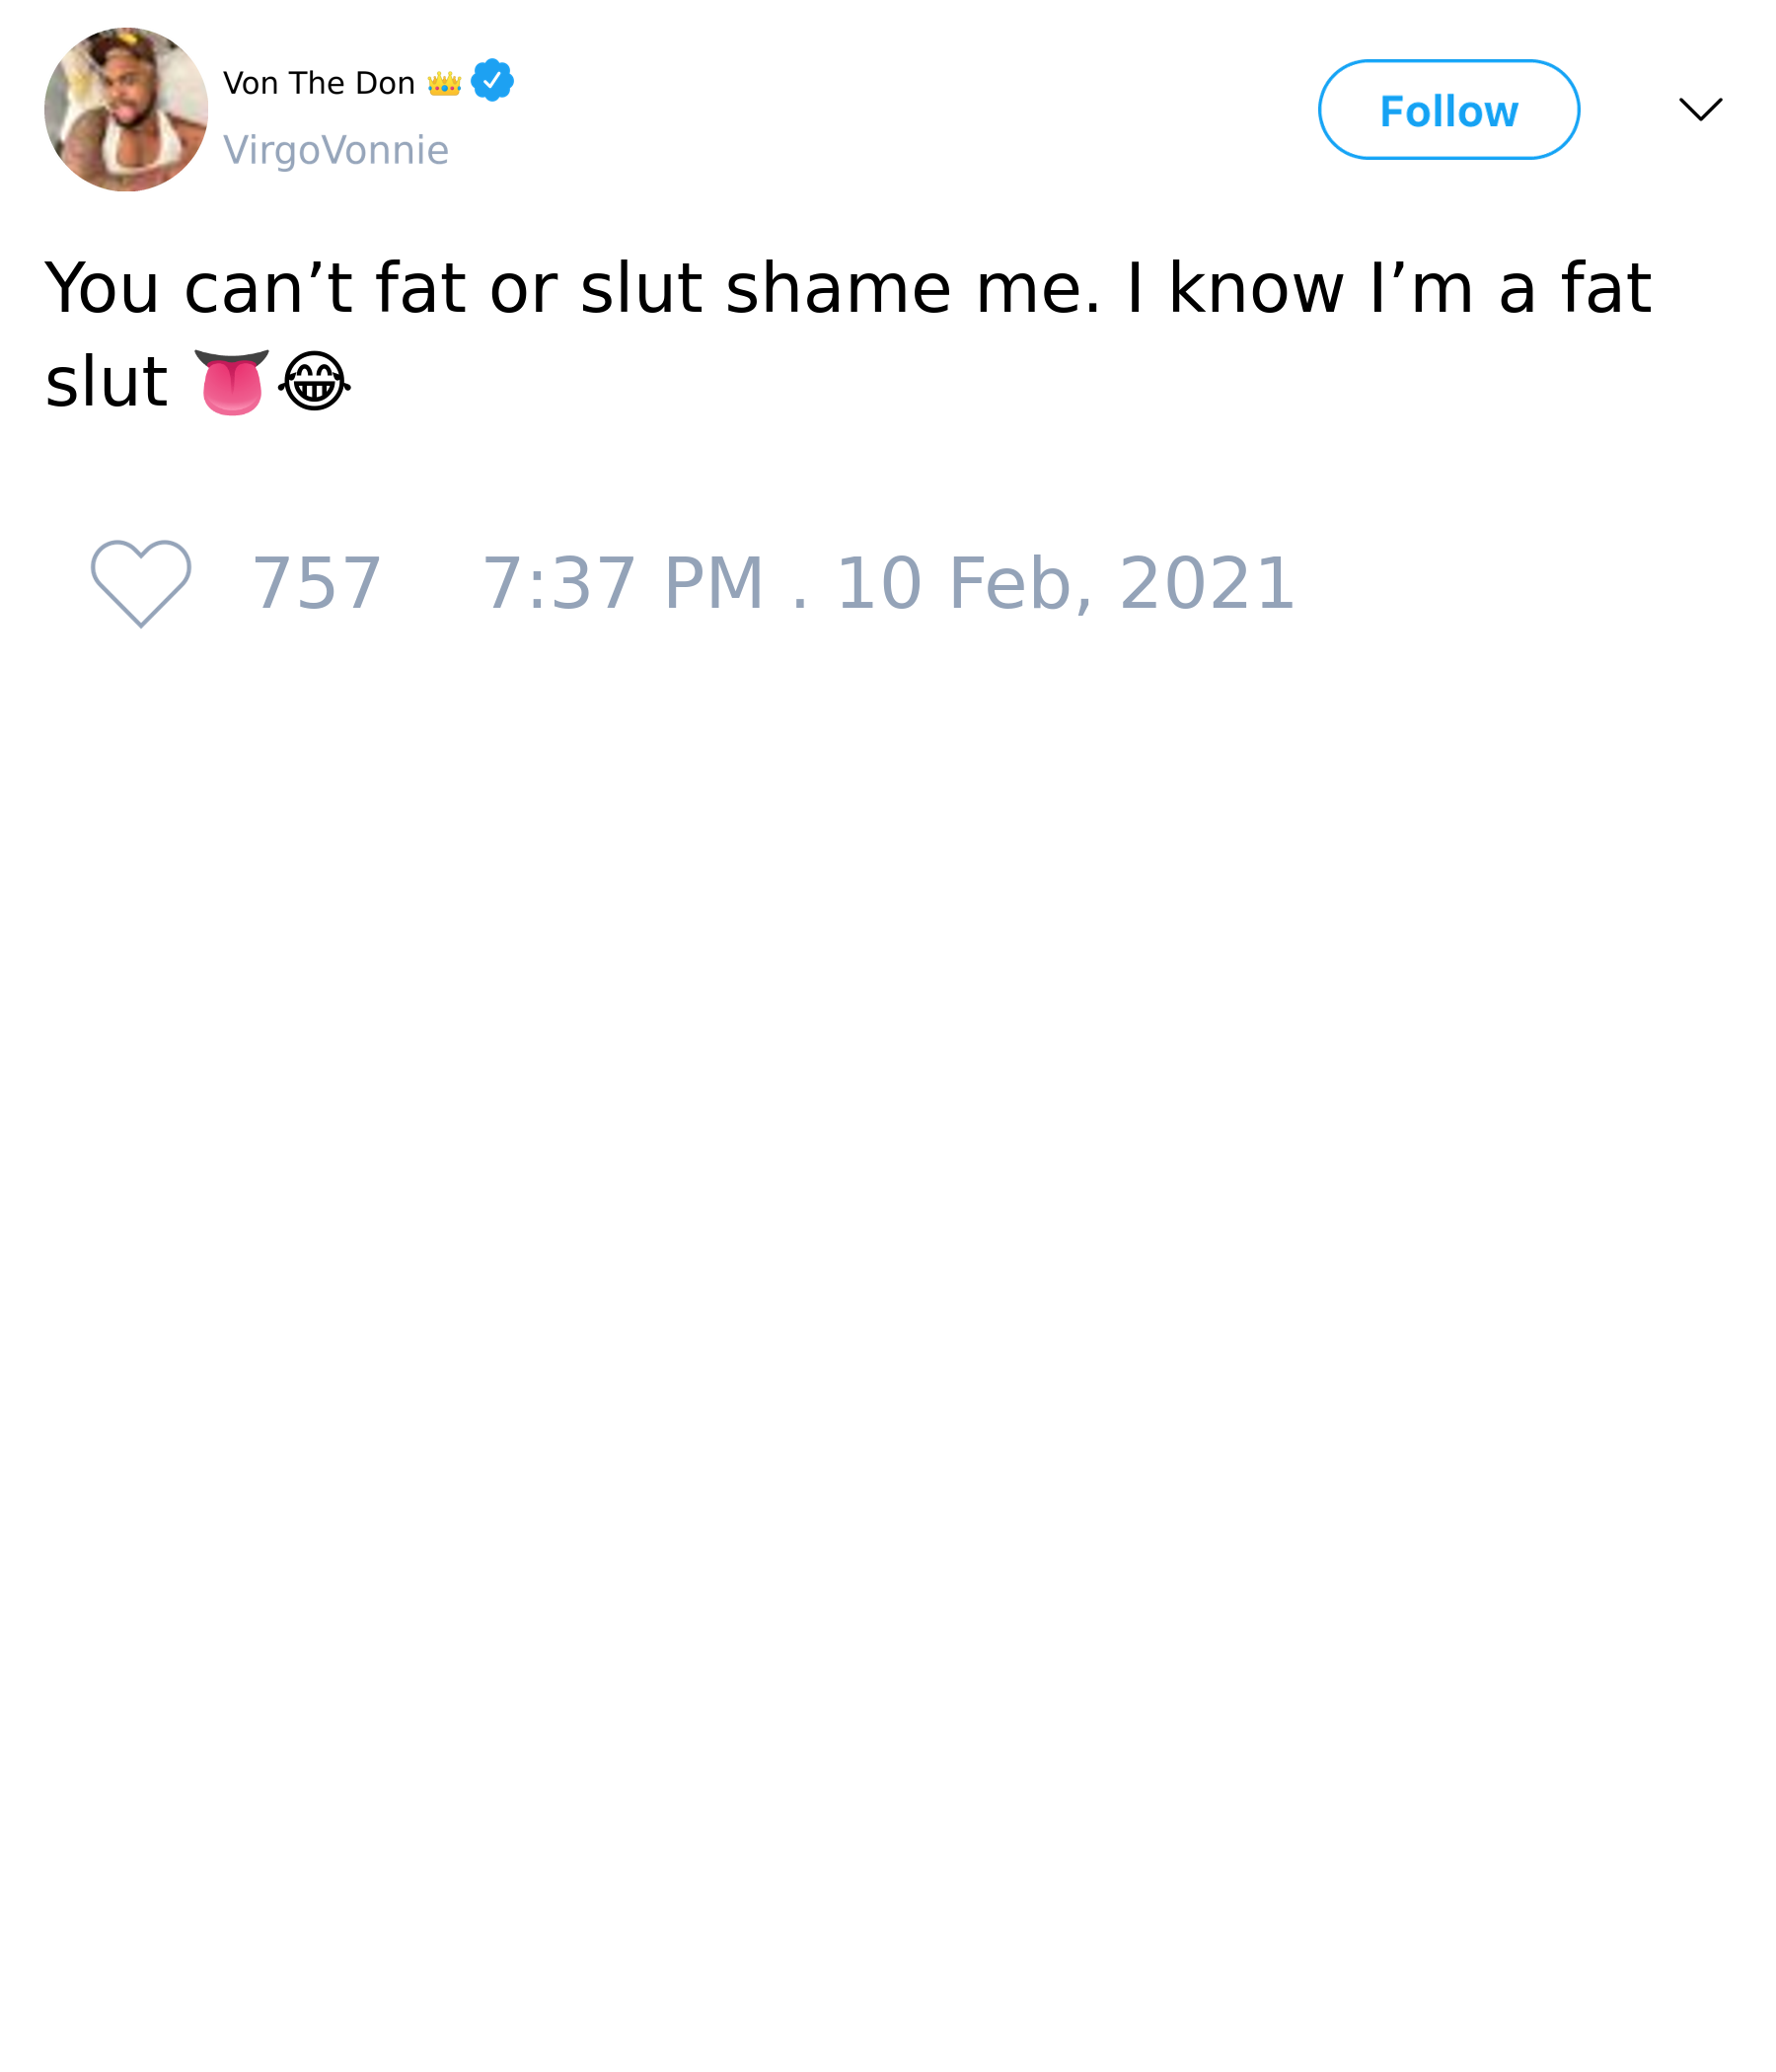 Von The Don 👑
VirgoVonnie
Follow
You can’t fat or slut shame me. I know I’m a fat
slut 👅😂
757 7:37 PM . 10 Feb, 2021